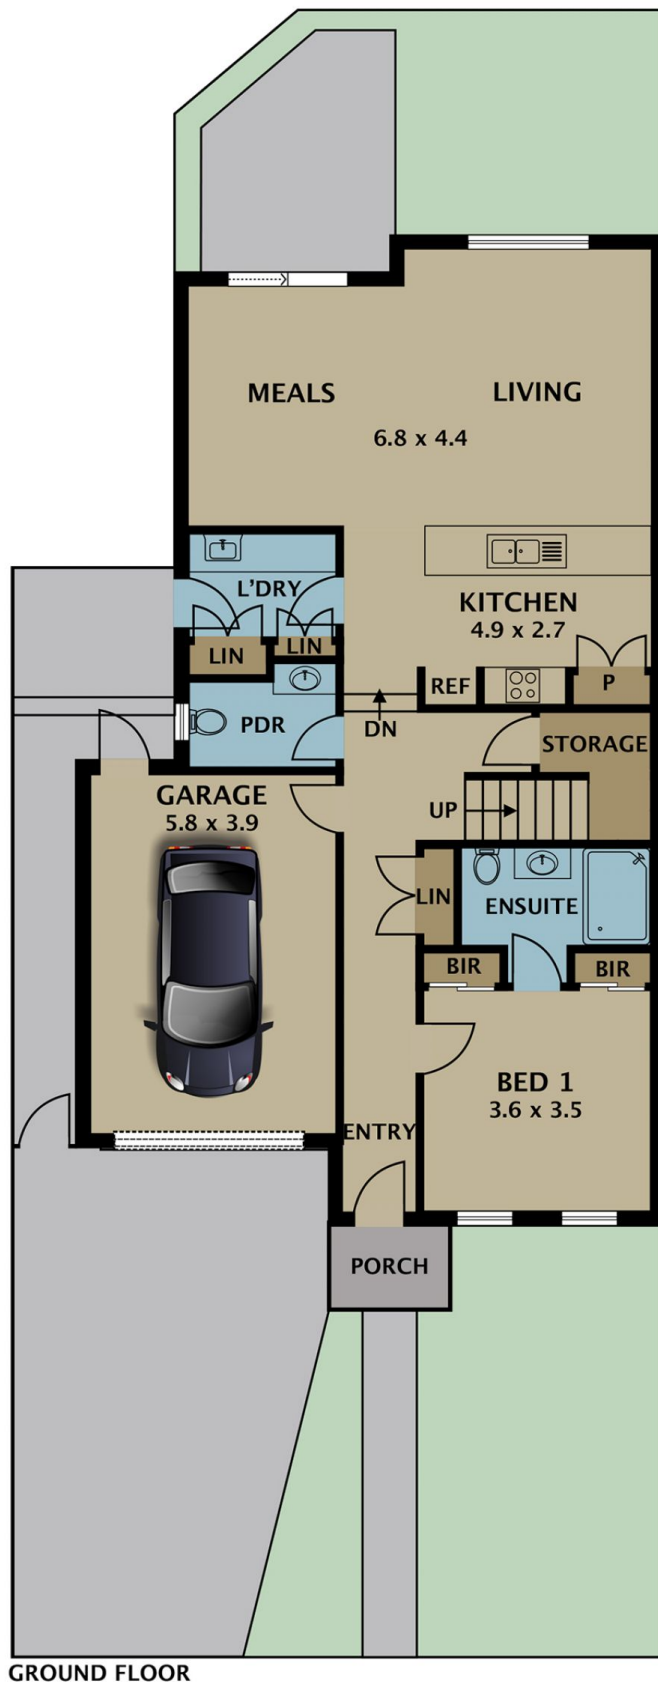 MEALS
LIVING
6.8 x 4.4
L'DRY
KITCHEN
4.9 x 2.7
LIN
LIN
REF
P
PDR
DN
STORAGE
GARAGE
5.8 x 3.9
UP
LIN
ENSUITE
BIR
BIR
BED 1
3.6 x 3.5
ENTRY
PORCH
GROUND FLOOR